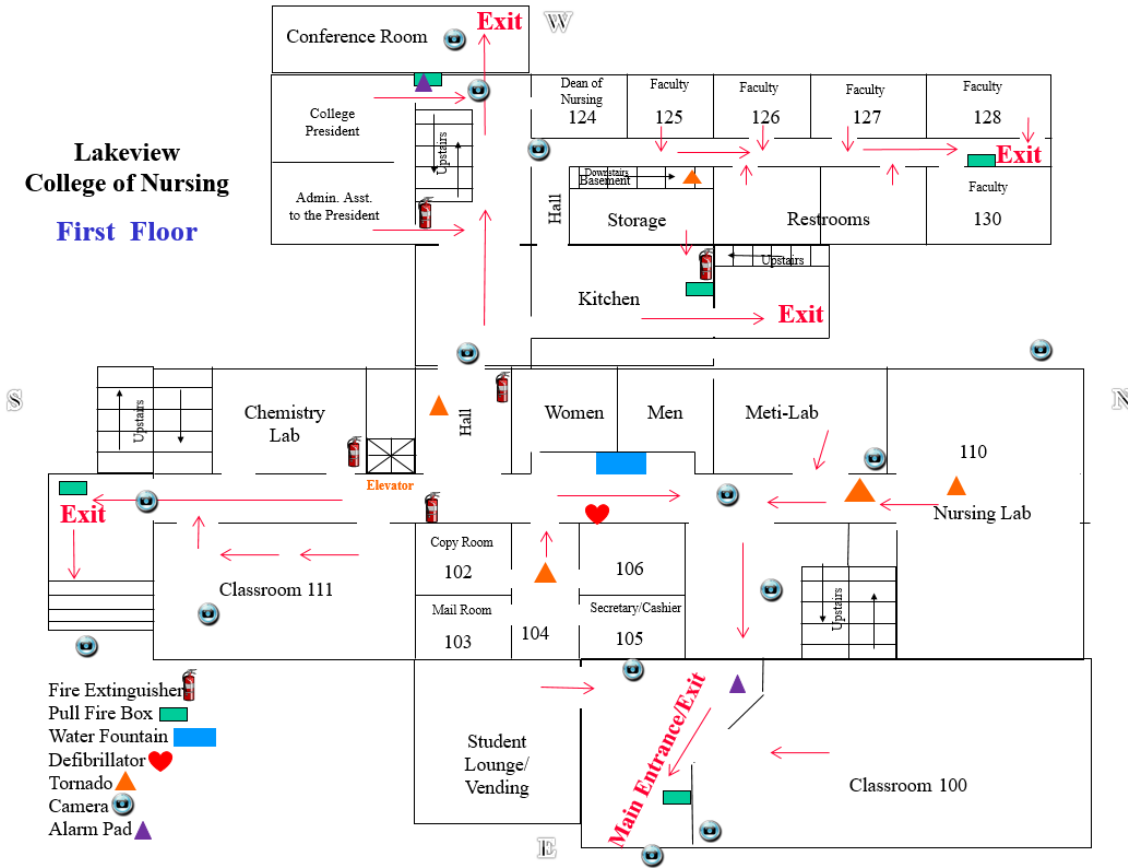 Conference Room
Exit
W
Lakeview
College of Nursing
First Floor
College
President
Admin. Asst.
to the President
Upstairs
Dean of
Nursing
124
Faculty
125
Faculty
126
Faculty
127
Faculty
128
Exit
Downstairs
Basement
Storage
Hall
Restrooms
Faculty
130
Kitchen
Upstairs
Exit
S
N
Upstairs
Chemistry
Lab
Hall
Women
Men
Meti-Lab
110
Nursing Lab
Elevator
Exit
Classroom 111
Copy Room
102
Mail Room
103
104
106
Secretary/Cashier
105
Upstairs
Student
Lounge/
Vending
Main Entrance/Exit
Classroom 100
E
Fire Extinguisher
Pull Fire Box
Water Fountain
Defibrillator
Tornado
Camera
Alarm Pad